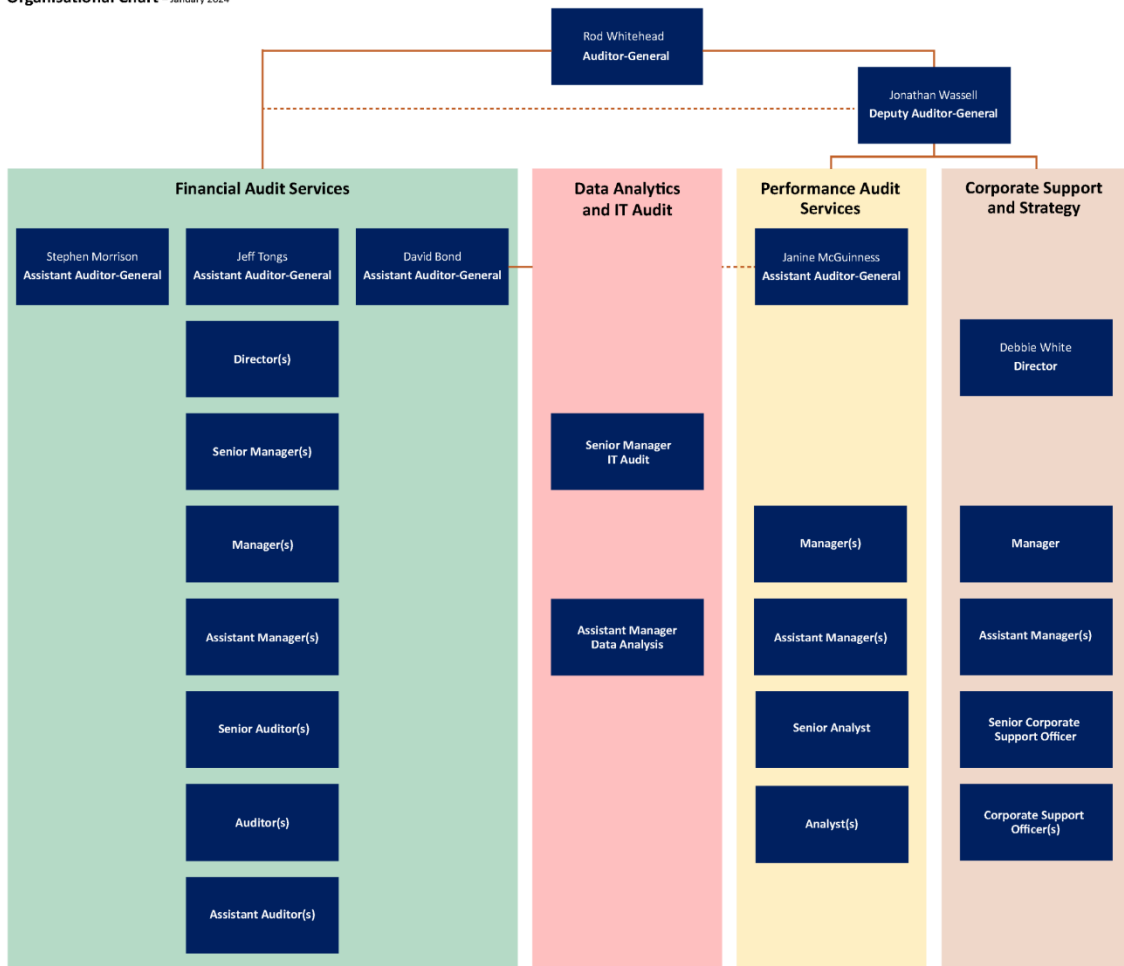 Organisational Chart – January 2024
Rod Whitehead
Auditor-General
Jonathan Wassell
Deputy Auditor-General
Financial Audit Services
Stephen Morrison
Assistant Auditor-General
Jeff Tongs
Assistant Auditor-General
David Bond
Assistant Auditor-General
Director(s)
Senior Manager(s)
Manager(s)
Assistant Manager(s)
Senior Auditor(s)
Auditor(s)
Assistant Auditor(s)
Data Analytics
and IT Audit
Senior Manager
IT Audit
Assistant Manager
Data Analysis
Performance Audit
Services
Janine McGuinness
Assistant Auditor-General
Manager(s)
Assistant Manager(s)
Senior Analyst
Analyst(s)
Corporate Support
and Strategy
Debbie White
Director
Manager
Assistant Manager(s)
Senior Corporate
Support Officer
Corporate Support
Officer(s)